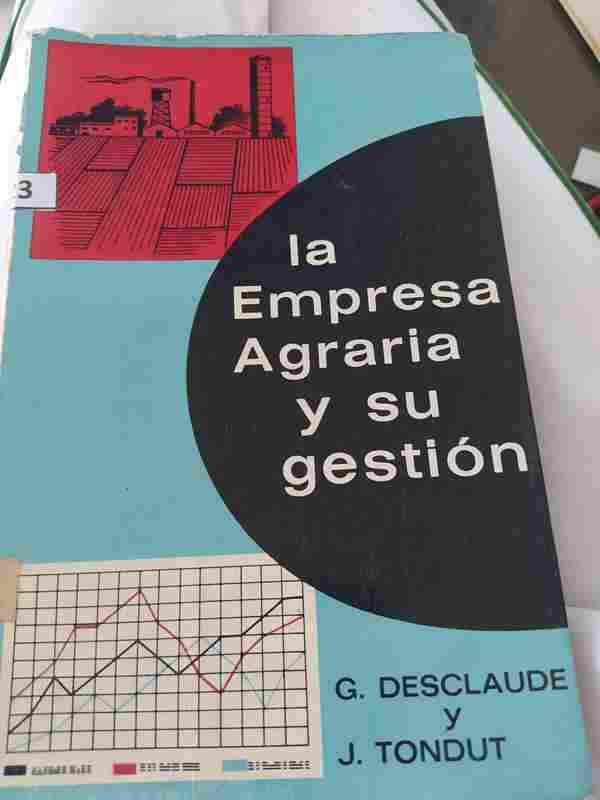 3
la
Empresa
Agraria
y su
gestión
G. DESCLAUDE
y
J. TONDUT